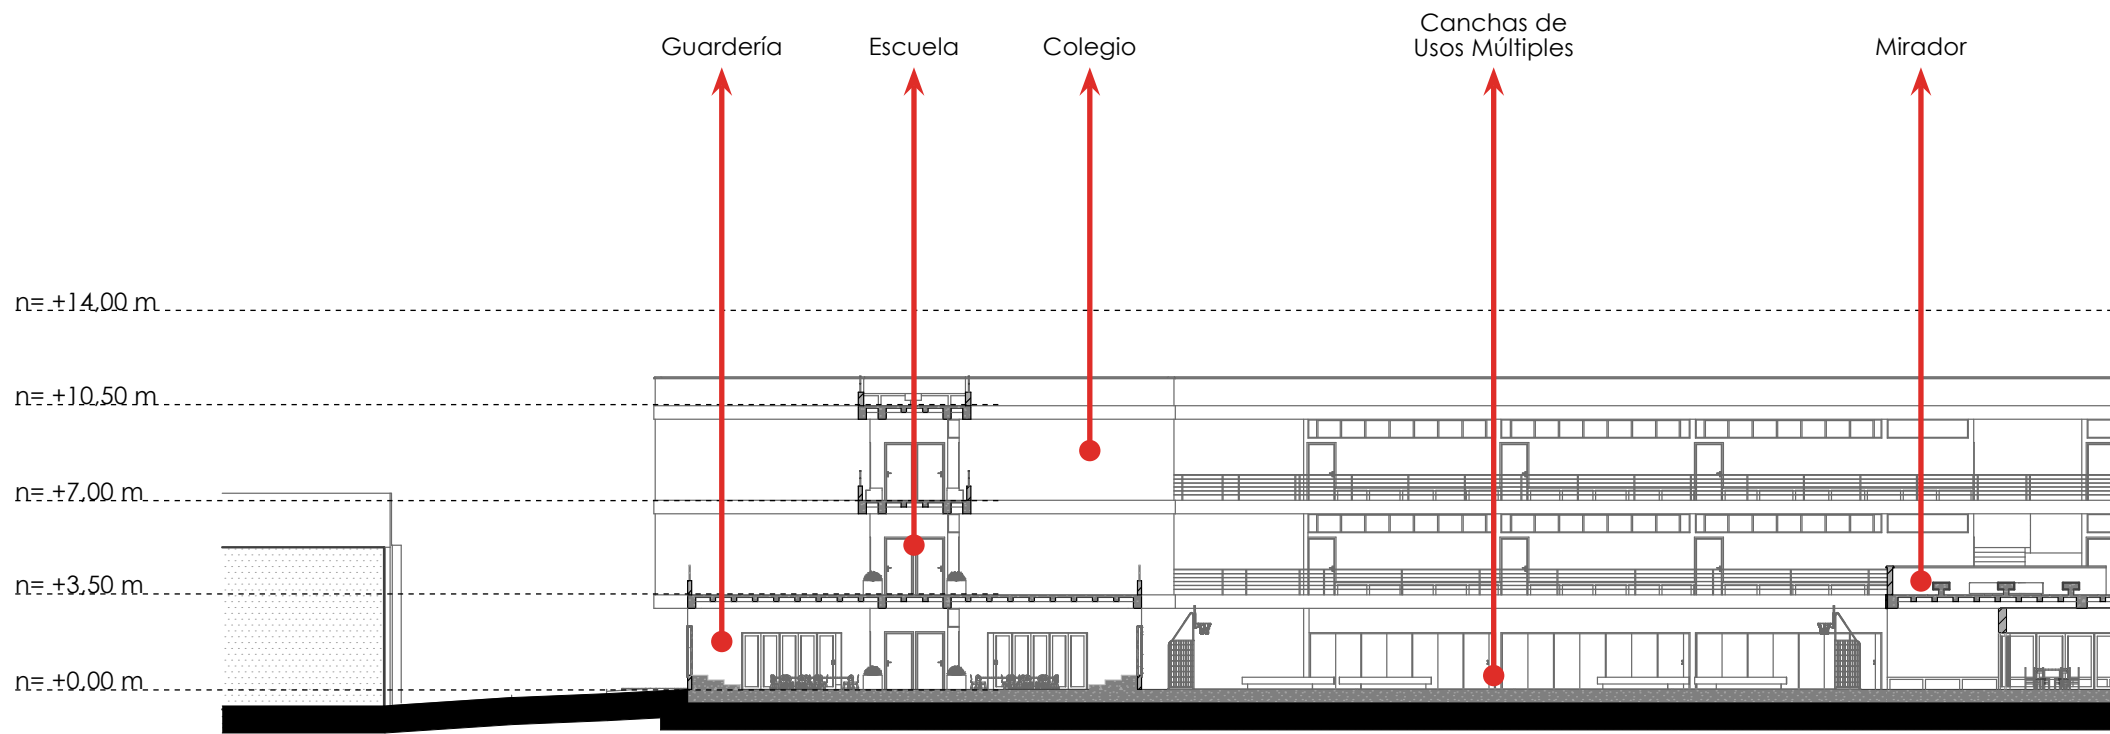 Guardería
Escuela
Colegio
Canchas de
Usos Múltiples
Mirador
n= +14,00 m
n= +10,50 m
n= +7,00 m
n= +3,50 m
n= +0,00 m